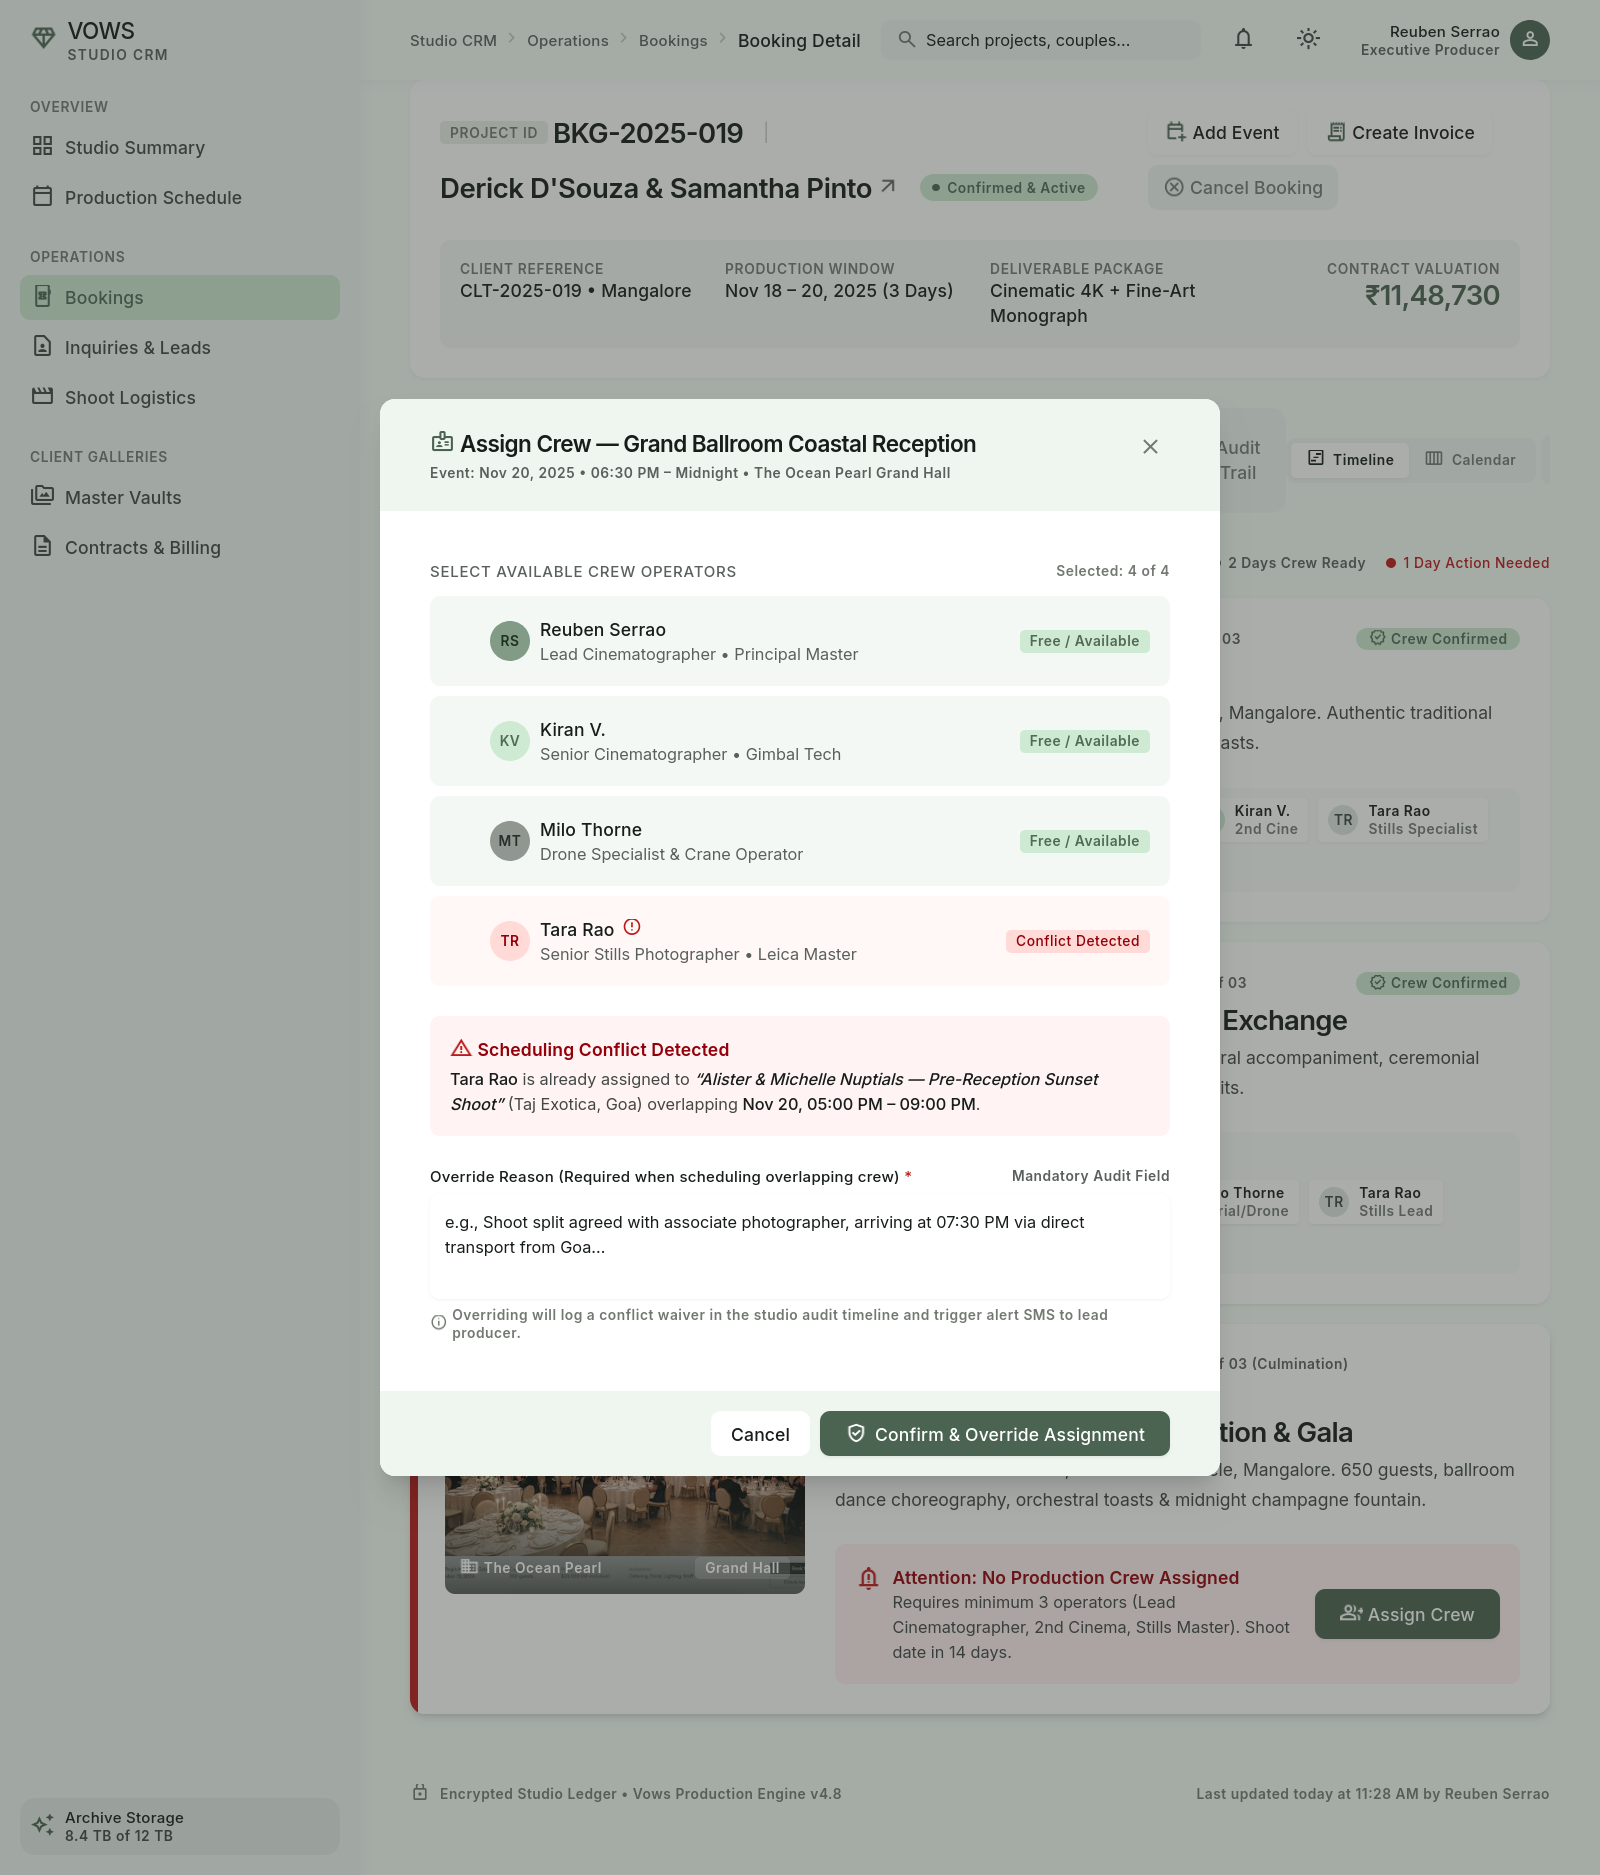 VOWS
STUDIO CRM
OVERVIEW
Studio Summary
Production Schedule
OPERATIONS
Bookings
Inquiries & Leads
Shoot Logistics
CLIENT GALLERIES
Master Vaults
Contracts & Billing
Archive Storage
8.4 TB of 12 TB
Studio CRM
Operations
Bookings
Booking Detail
Search projects, couples...
Reuben Serrao
Executive Producer
PROJECT ID BKG-2025-019
Derick D'Souza & Samantha Pinto
Confirmed & Active
Add Event
Create Invoice
Cancel Booking
CLIENT REFERENCE
CLT-2025-019 • Mangalore
PRODUCTION WINDOW
Nov 18 – 20, 2025 (3 Days)
DELIVERABLE PACKAGE
Cinematic 4K + Fine-Art
Monograph
CONTRACT VALUATION
₹11,48,730
Audit
Trail
Timeline
Calendar
2 Days Crew Ready
1 Day Action Needed
Assign Crew — Grand Ballroom Coastal Reception
Event: Nov 20, 2025 • 06:30 PM – Midnight • The Ocean Pearl Grand Hall
SELECT AVAILABLE CREW OPERATORS
Selected: 4 of 4
RS
Reuben Serrao
Lead Cinematographer • Principal Master
Free / Available
KV
Kiran V.
Senior Cinematographer • Gimbal Tech
Free / Available
MT
Milo Thorne
Drone Specialist & Crane Operator
Free / Available
TR
Tara Rao
Senior Stills Photographer • Leica Master
Conflict Detected
Scheduling Conflict Detected
Tara Rao is already assigned to “Alister & Michelle Nuptials — Pre-Reception Sunset
Shoot” (Taj Exotica, Goa) overlapping Nov 20, 05:00 PM – 09:00 PM.
Override Reason (Required when scheduling overlapping crew) *
Mandatory Audit Field
e.g., Shoot split agreed with associate photographer, arriving at 07:30 PM via direct
transport from Goa...
Overriding will log a conflict waiver in the studio audit timeline and trigger alert SMS to lead
producer.
Cancel
Confirm & Override Assignment
03
Crew Confirmed
, Mangalore. Authentic traditional
asts.
Kiran V.
2nd Cine
TR
Tara Rao
Stills Specialist
f 03
Crew Confirmed
Exchange
ral accompaniment, ceremonial
its.
o Thorne
rial/Drone
TR
Tara Rao
Stills Lead
f 03 (Culmination)
tion & Gala
cle, Mangalore. 650 guests, ballroom
dance choreography, orchestral toasts & midnight champagne fountain.
The Ocean Pearl
Grand Hall
Attention: No Production Crew Assigned
Requires minimum 3 operators (Lead
Cinematographer, 2nd Cinema, Stills Master). Shoot
date in 14 days.
Assign Crew
Encrypted Studio Ledger • Vows Production Engine v4.8
Last updated today at 11:28 AM by Reuben Serrao